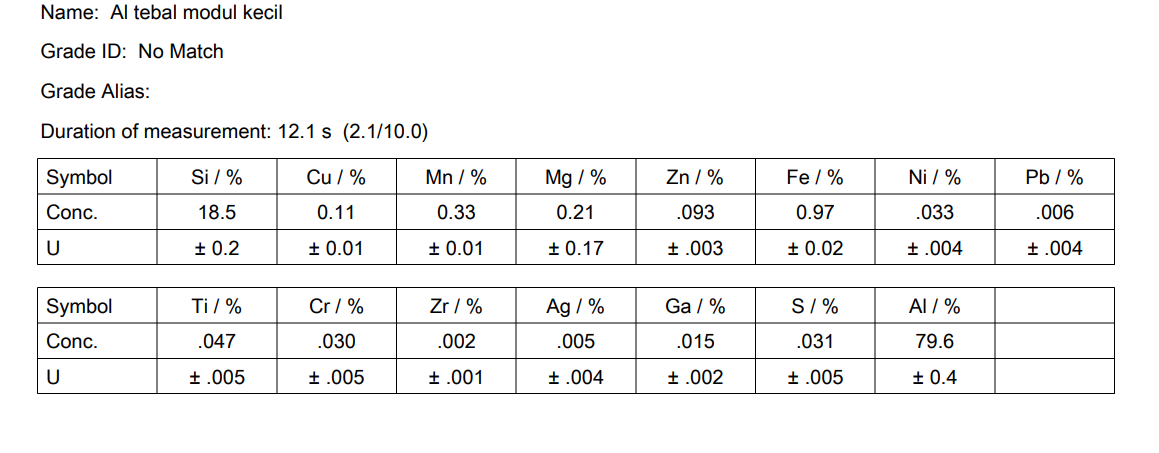 Name: Al tebal modul kecil
Grade ID: No Match
Grade Alias:
Duration of measurement: 12.1 s (2.1/10.0)
Symbol Si / % Cu / % Mn / % Mg / % Zn / % Fe / % Ni / % Pb / %
Conc. 18.5 0.11 0.33 0.21 .093 0.97 .033 .006
U ± 0.2 ± 0.01 ± 0.01 ± 0.17 ± .003 ± 0.02 ± .004 ± .004
Symbol Ti / % Cr / % Zr / % Ag / % Ga / % S / % Al / %
Conc. .047 .030 .002 .005 .015 .031 79.6
U ± .005 ± .005 ± .001 ± .004 ± .002 ± .005 ± 0.4